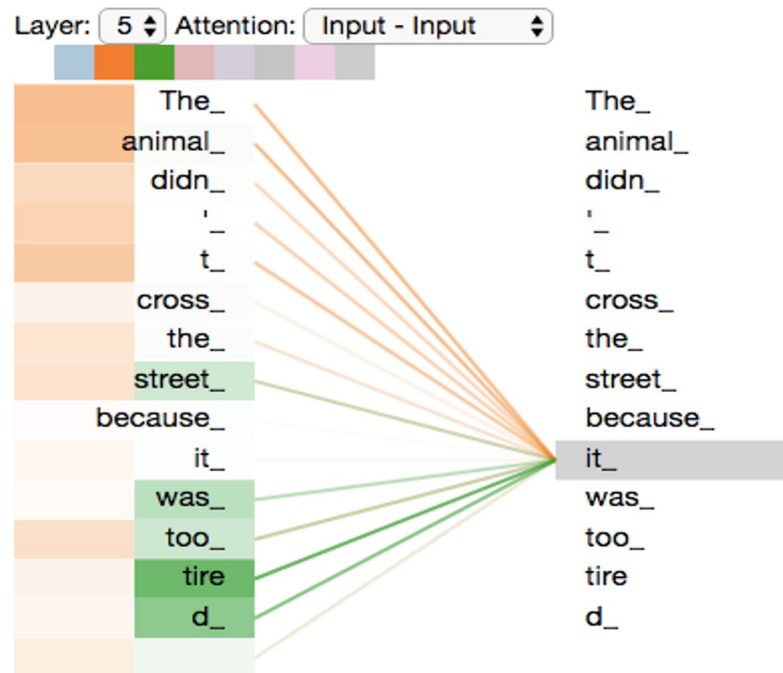 Layer: 5 Attention: Input - Input
The_ The_
animal_ animal_
didn_ didn_
'_ '_
t_ t_
cross_ cross_
the_ the_
street_ street_
because_ because_
it_ it_
was_ was_
too_ too_
tire tire
d_ d_